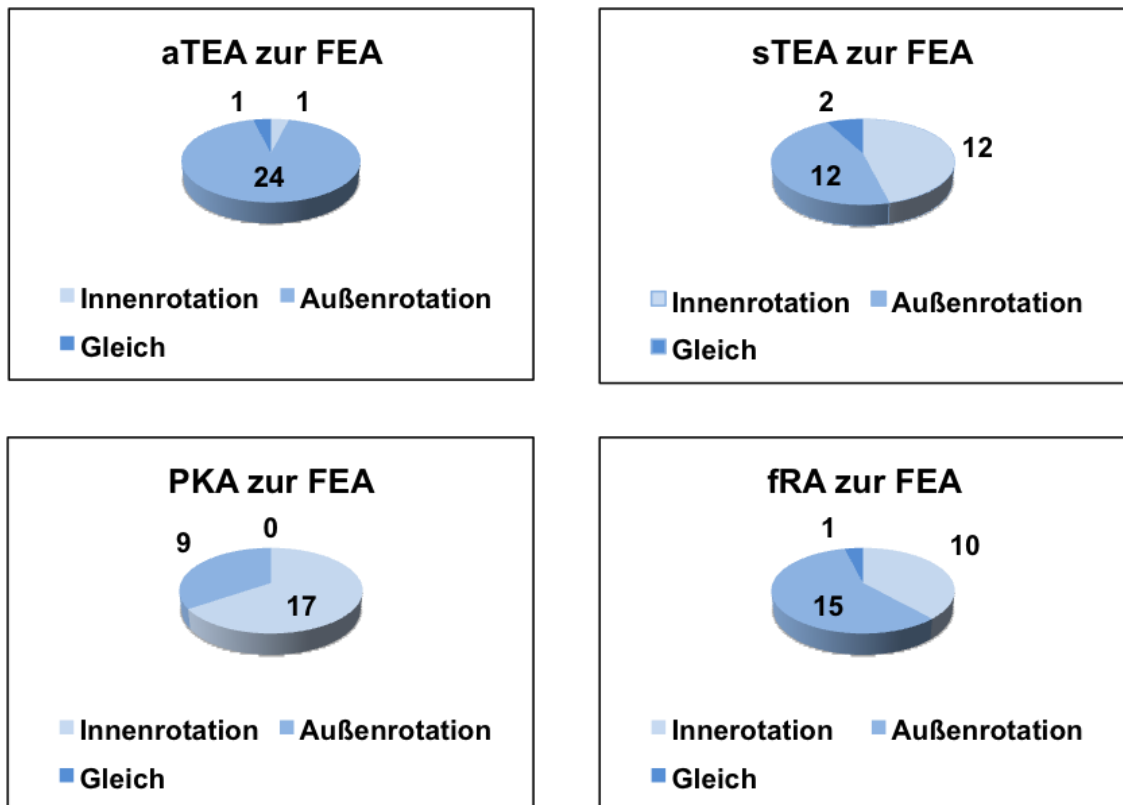 aTEA zur FEA
1 1
24
Innenrotation Außenrotation
Gleich
sTEA zur FEA
2
12
12
Innenrotation Außenrotation
Gleich
PKA zur FEA
0
9
17
Innenrotation Außenrotation
Gleich
fRA zur FEA
1
10
15
Innerotation Außenrotation
Gleich